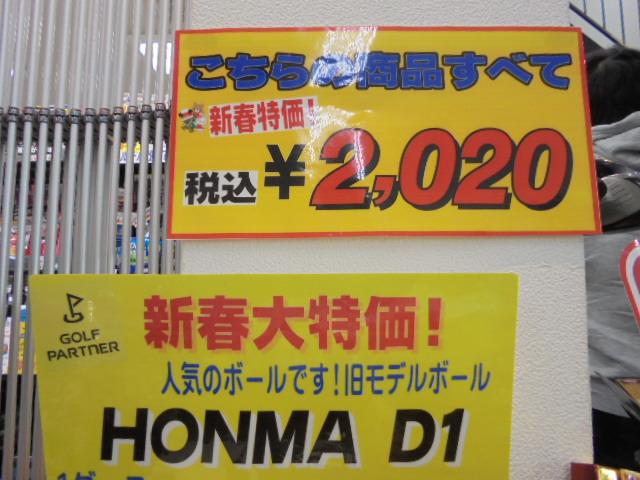 こちらの商品すべて
新春特価!
税込 ¥2,020
新春大特価!
GOLF
PARTNER
人気のボールです!旧モデルボール
HONMA D1